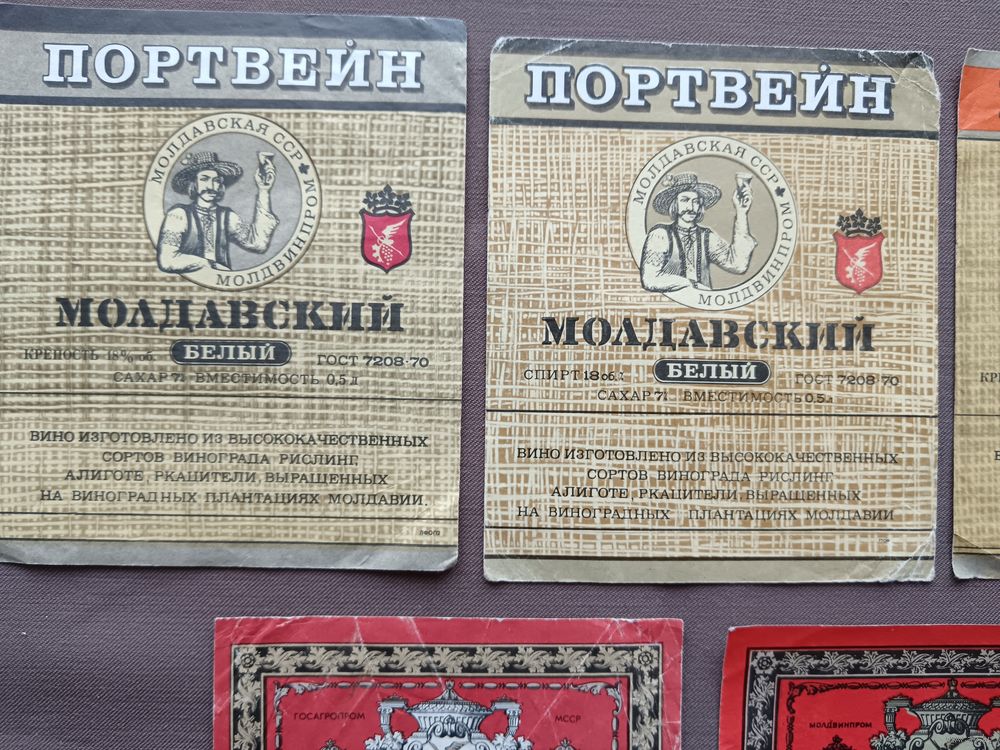 ПОРТВЕЙН
МОЛДАВСКАЯ ССР
МОЛДВИНПРОМ
МОЛДАВСКИЙ
КРЕПОСТЬ 18% об.
БЕЛЫЙ
ГОСТ 7208-70
САХАР 7% ВМЕСТИМОСТЬ 0,5 л
ВИНО ИЗГОТОВЛЕНО ИЗ ВЫСОКОКАЧЕСТВЕННЫХ
СОРТОВ ВИНОГРАДА РИСЛИНГ,
АЛИГОТЕ, РКАЦИТЕЛИ, ВЫРАЩЕННЫХ
НА ВИНОГРАДНЫХ ПЛАНТАЦИЯХ МОЛДАВИИ.
ПОРТВЕЙН
МОЛДАВСКАЯ ССР
МОЛДВИНПРОМ
МОЛДАВСКИЙ
СПИРТ 18 об.%
БЕЛЫЙ
ГОСТ 7208-70
САХАР 7% ВМЕСТИМОСТЬ 0,5 л
ВИНО ИЗГОТОВЛЕНО ИЗ ВЫСОКОКАЧЕСТВЕННЫХ
СОРТОВ ВИНОГРАДА РИСЛИНГ,
АЛИГОТЕ, РКАЦИТЕЛИ, ВЫРАЩЕННЫХ
НА ВИНОГРАДНЫХ ПЛАНТАЦИЯХ МОЛДАВИИ
КР
ГОСАГРОПРОМ
МССР
МОЛДВИНПРОМ